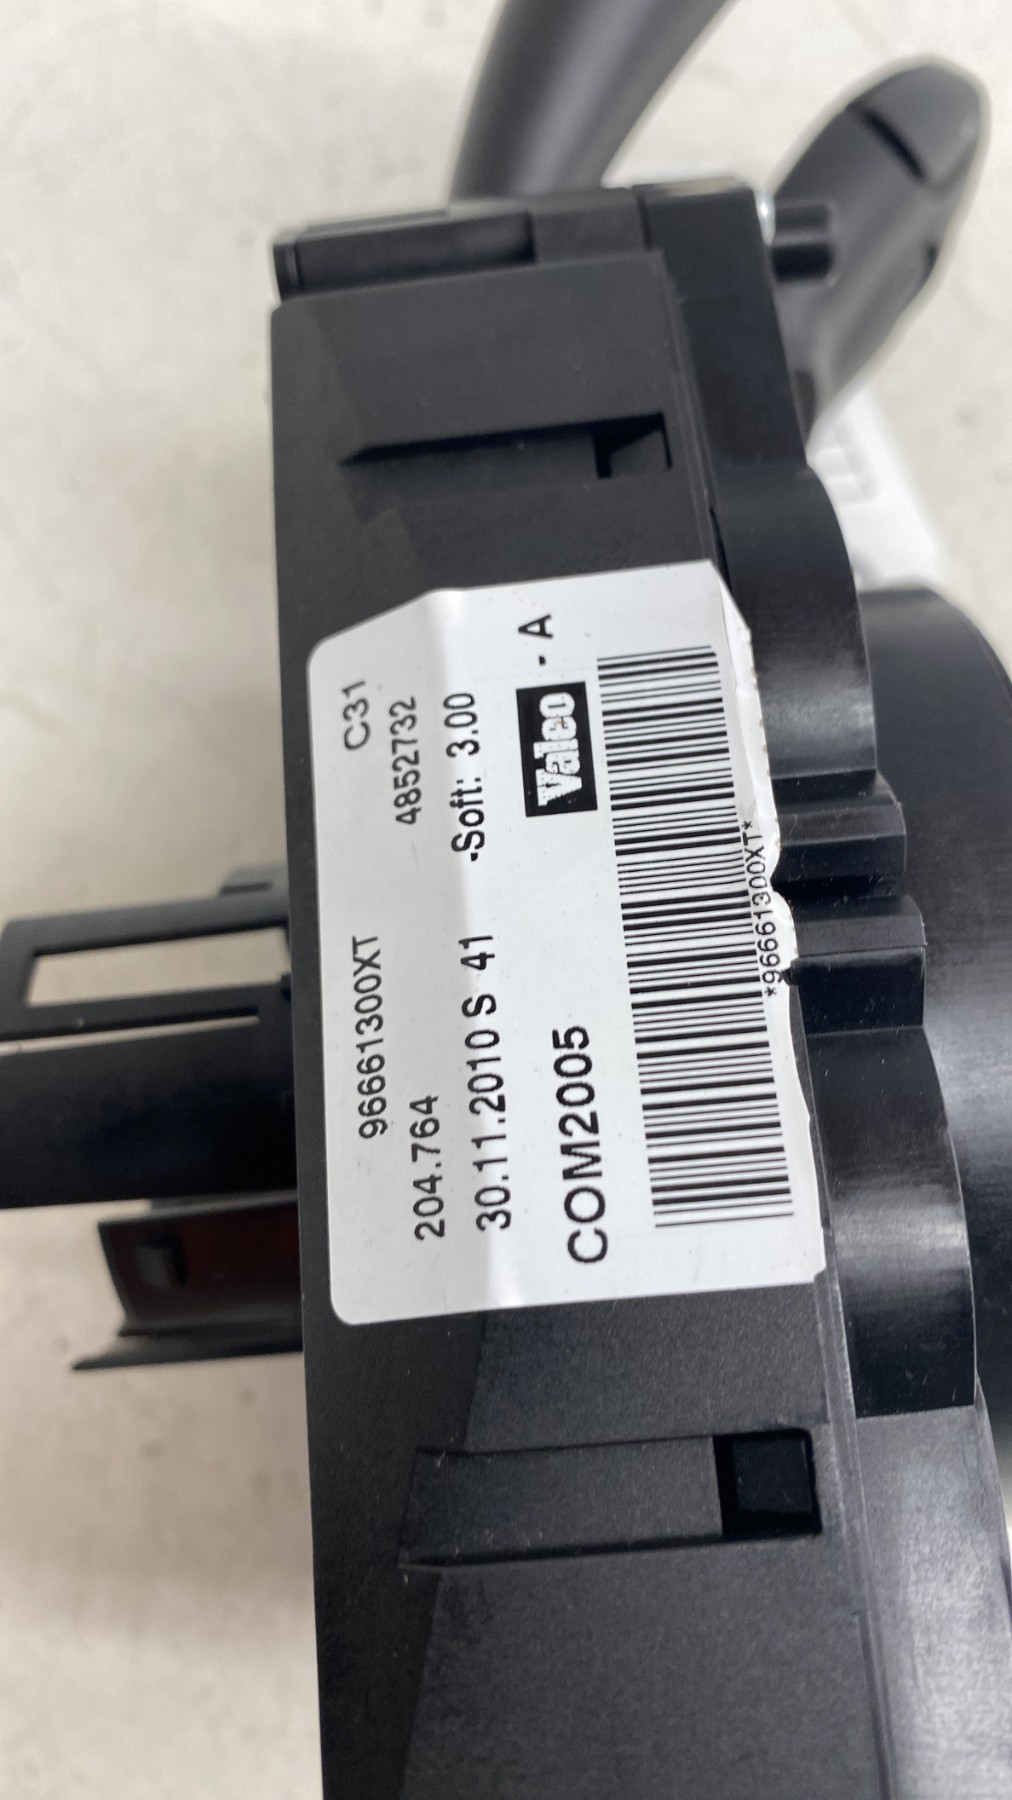 96661300XT C31
204.764 4852732
30.11.2010 S 41 -Soft: 3.00
COM2005 Valeo - A
*96661300XT*